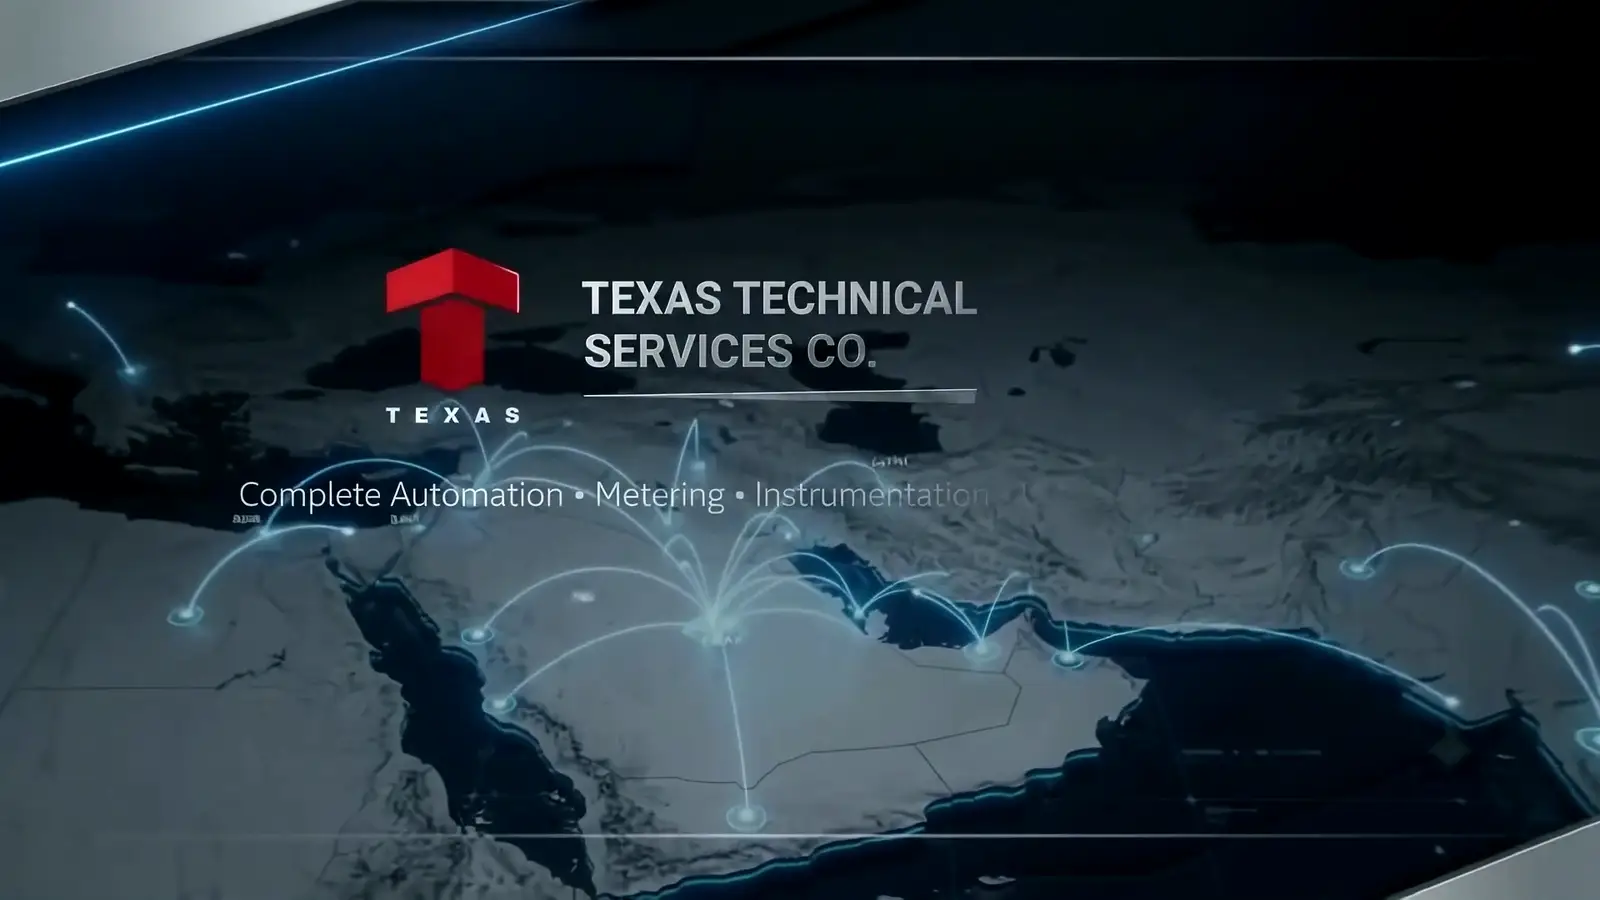 TEXAS TECHNICAL
SERVICES CO.
TEXAS
Complete Automation • Metering • Instrumentation